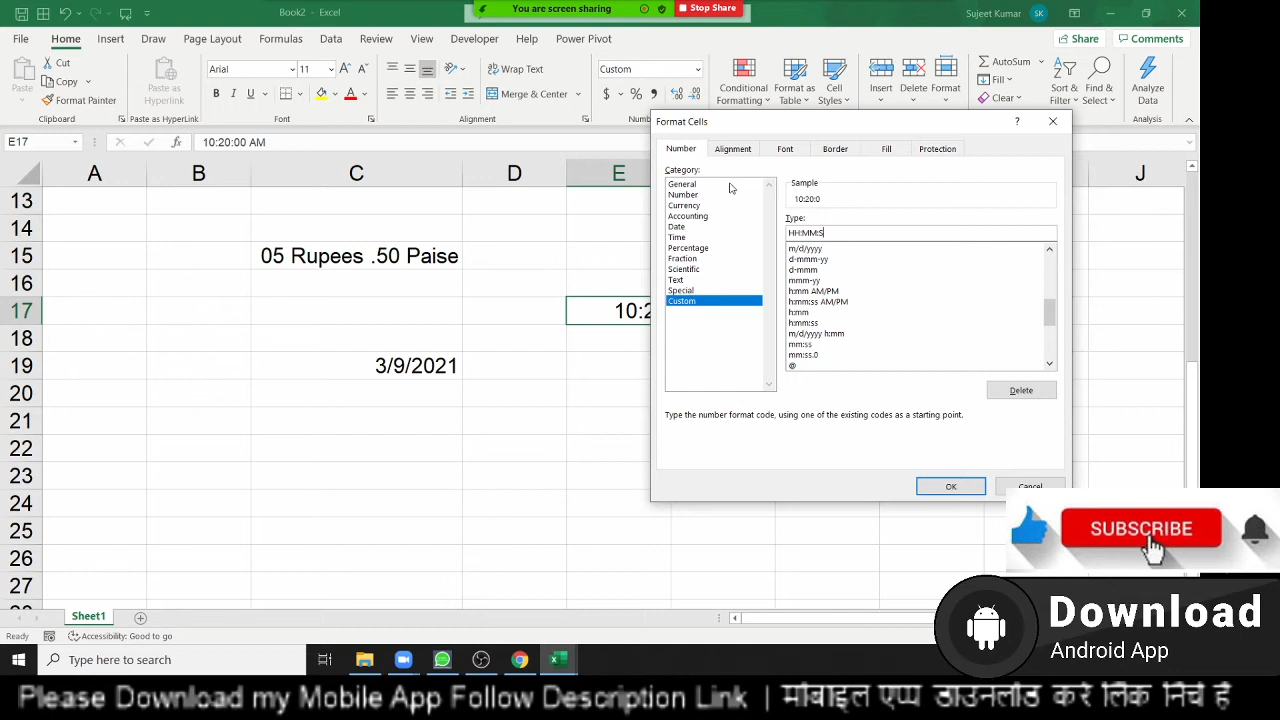 Book2 - Excel
You are screen sharing
Stop Share
Sujeet Kumar
SK
File Home Insert Draw Page Layout Formulas Data Review View Developer Help Power Pivot
Share
Comments
Paste
Cut
Copy
Format Painter
Clipboard
Paste as
Hyperlink
Paste as HyperLink
Arial
11
B I U
Font
Wrap Text
Merge & Center
Alignment
Custom
$ % ,
Conditional
Formatting
Format as
Table
Cell
Styles
Insert
Delete
Format
AutoSum
Fill
Clear
Sort &
Filter
Find &
Select
Analyze
Data
Analysis
E17
fx
10:20:00 AM
A B C D E J
13
14
15
05 Rupees .50 Paise
16
17
10:2
18
19
3/9/2021
20
21
22
23
24
25
26
27
Format Cells
?
Number Alignment Font Border Fill Protection
Category:
General
Number
Currency
Accounting
Date
Time
Percentage
Fraction
Scientific
Text
Special
Custom
Sample
10:20:0
Type:
HH:MM:S
m/d/yyyy
d-mmm-yy
d-mmm
mmm-yy
h:mm AM/PM
h:mm:ss AM/PM
h:mm
h:mm:ss
m/d/yyyy h:mm
mm:ss
mm:ss.0
@
Delete
Type the number format code, using one of the existing codes as a starting point.
OK
Cancel
SUBSCRIBE
Download
Android App
Sheet1
Ready
Accessibility: Good to go
Type here to search
Please Download my Mobile App Follow Description Link | मोबाइल एप्प डाउनलोड करे लिंक निचे है